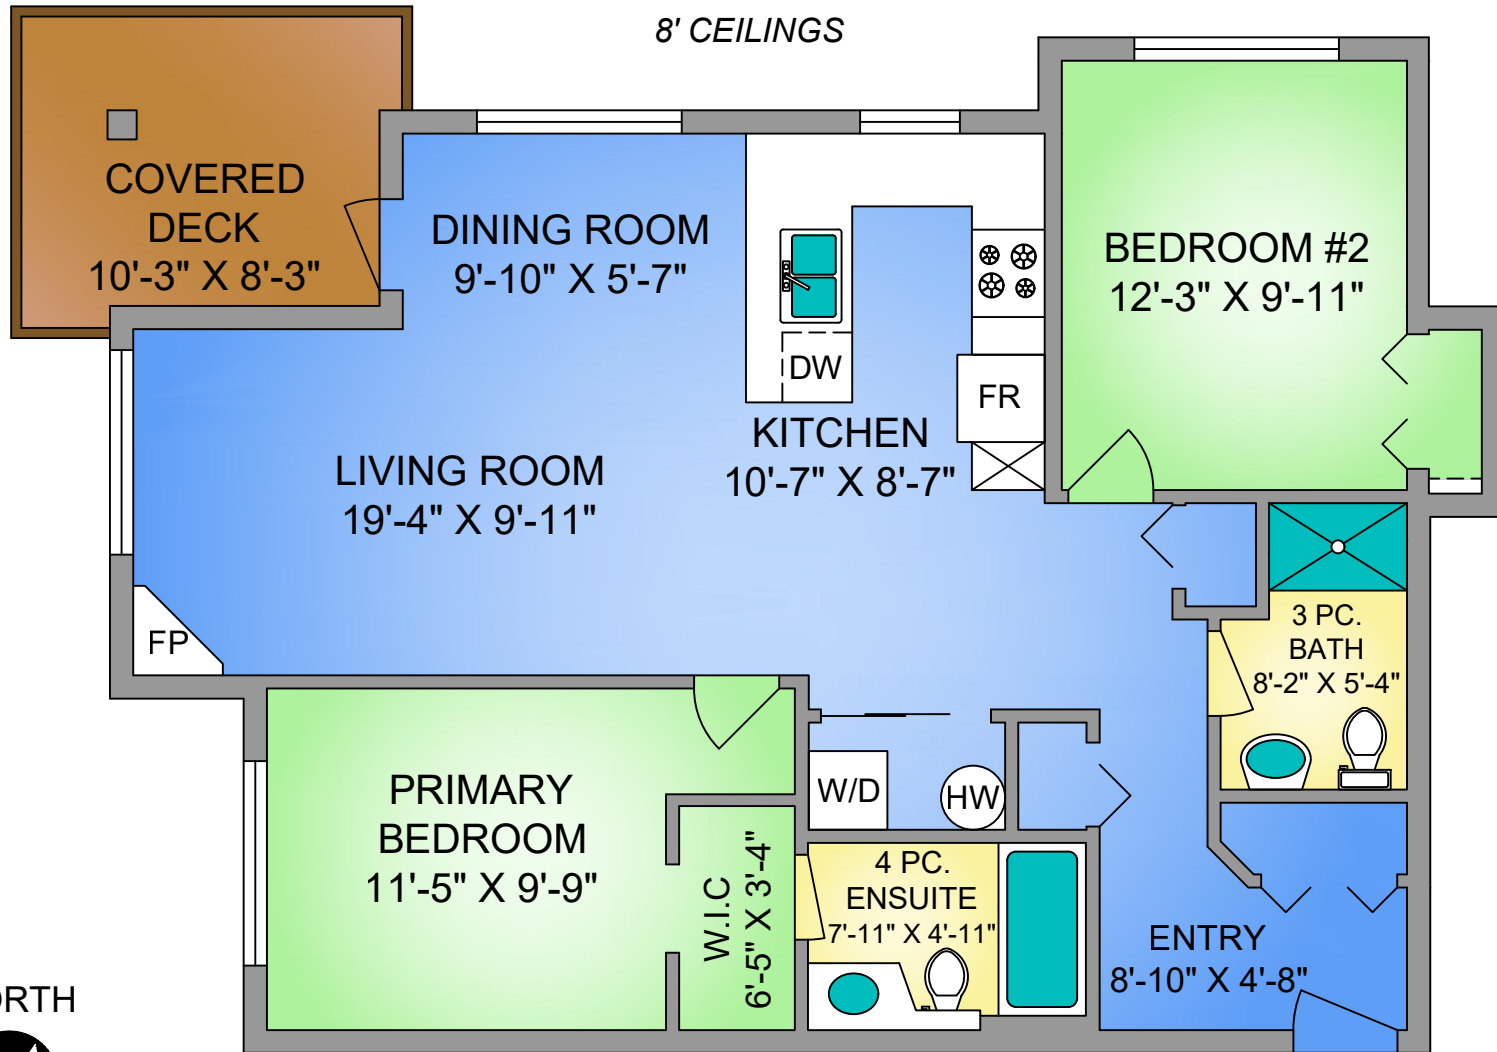 8' CEILINGS
COVERED
DECK
10'-3" X 8'-3"
DINING ROOM
9'-10" X 5'-7"
BEDROOM #2
12'-3" X 9'-11"
DW
FR
KITCHEN
10'-7" X 8'-7"
LIVING ROOM
19'-4" X 9'-11"
FP
3 PC.
BATH
8'-2" X 5'-4"
PRIMARY
BEDROOM
11'-5" X 9'-9"
W/D
HW
W.I.C
6'-5" X 3'-4"
4 PC.
ENSUITE
7'-11" X 4'-11"
ENTRY
8'-10" X 4'-8"